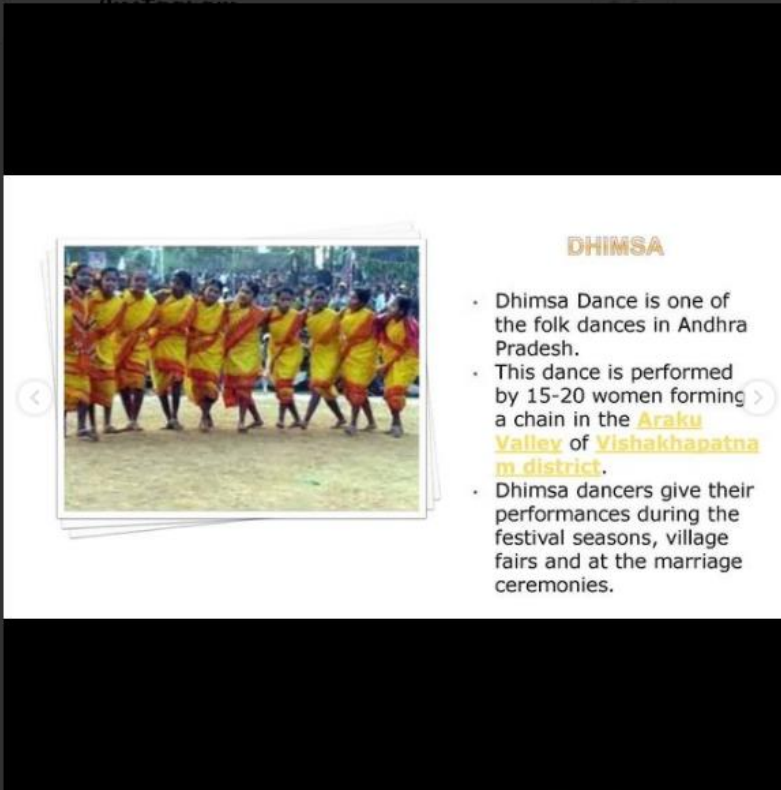 DHIMSA
• Dhimsa Dance is one of
the folk dances in Andhra
Pradesh.
• This dance is performed
by 15-20 women forming
a chain in the Araku
Valley of Vishakhapatna
m district.
• Dhimsa dancers give their
performances during the
festival seasons, village
fairs and at the marriage
ceremonies.